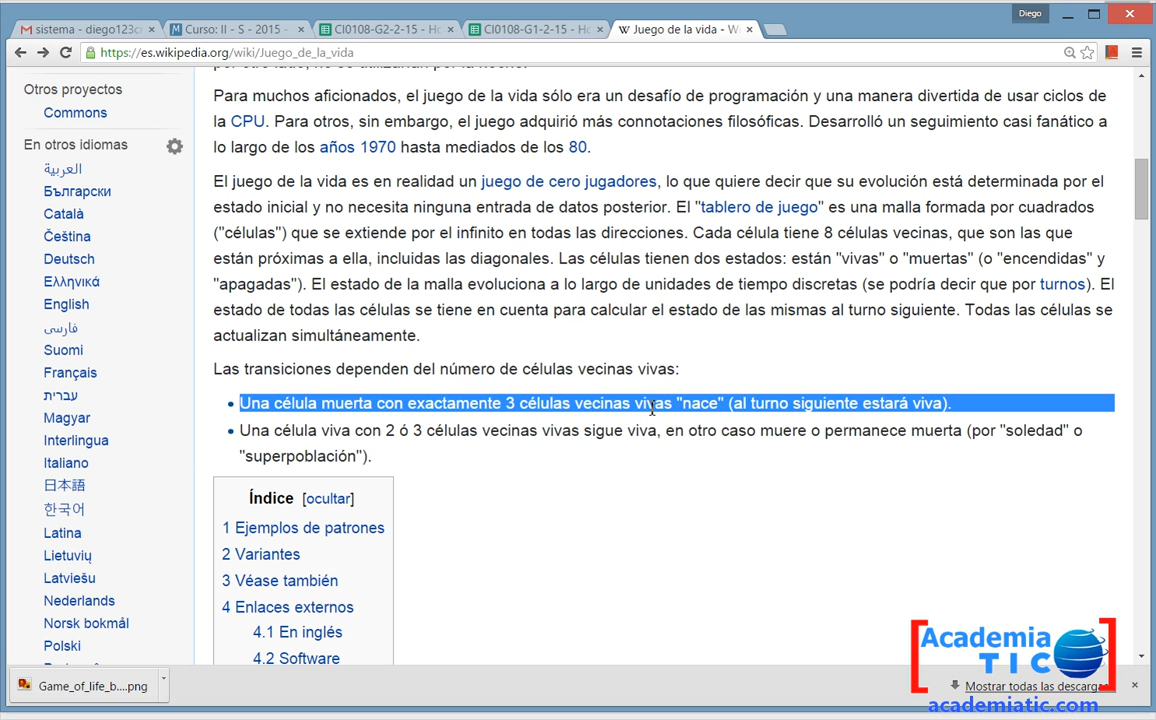 Diego
sistema - diego123c
Curso: II - S - 2015 -
CI0108-G2-2-15 - Ho
CI0108-G1-2-15 - Ho
Juego de la vida - W
https://es.wikipedia.org/wiki/Juego_de_la_vida
Otros proyectos
Commons
En otros idiomas
العربية
Български
Català
Čeština
Deutsch
Ελληνικά
English
فارسی
Suomi
Français
עברית
Magyar
Interlingua
Italiano
日本語
한국어
Latina
Lietuvių
Latviešu
Nederlands
Norsk bokmål
Polski
Para muchos aficionados, el juego de la vida sólo era un desafío de programación y una manera divertida de usar ciclos de
la CPU. Para otros, sin embargo, el juego adquirió más connotaciones filosóficas. Desarrolló un seguimiento casi fanático a
lo largo de los años 1970 hasta mediados de los 80.
El juego de la vida es en realidad un juego de cero jugadores, lo que quiere decir que su evolución está determinada por el
estado inicial y no necesita ninguna entrada de datos posterior. El "tablero de juego" es una malla formada por cuadrados
("células") que se extiende por el infinito en todas las direcciones. Cada célula tiene 8 células vecinas, que son las que
están próximas a ella, incluidas las diagonales. Las células tienen dos estados: están "vivas" o "muertas" (o "encendidas" y
"apagadas"). El estado de la malla evoluciona a lo largo de unidades de tiempo discretas (se podría decir que por turnos). El
estado de todas las células se tiene en cuenta para calcular el estado de las mismas al turno siguiente. Todas las células se
actualizan simultáneamente.
Las transiciones dependen del número de células vecinas vivas:
• Una célula muerta con exactamente 3 células vecinas vivas "nace" (al turno siguiente estará viva).
• Una célula viva con 2 ó 3 células vecinas vivas sigue viva, en otro caso muere o permanece muerta (por "soledad" o
"superpoblación").
Índice [ocultar]
1 Ejemplos de patrones
2 Variantes
3 Véase también
4 Enlaces externos
4.1 En inglés
4.2 Software
Game_of_life_b....png
Mostrar todas las descarga
[Academia
TIC]
academiatic.com